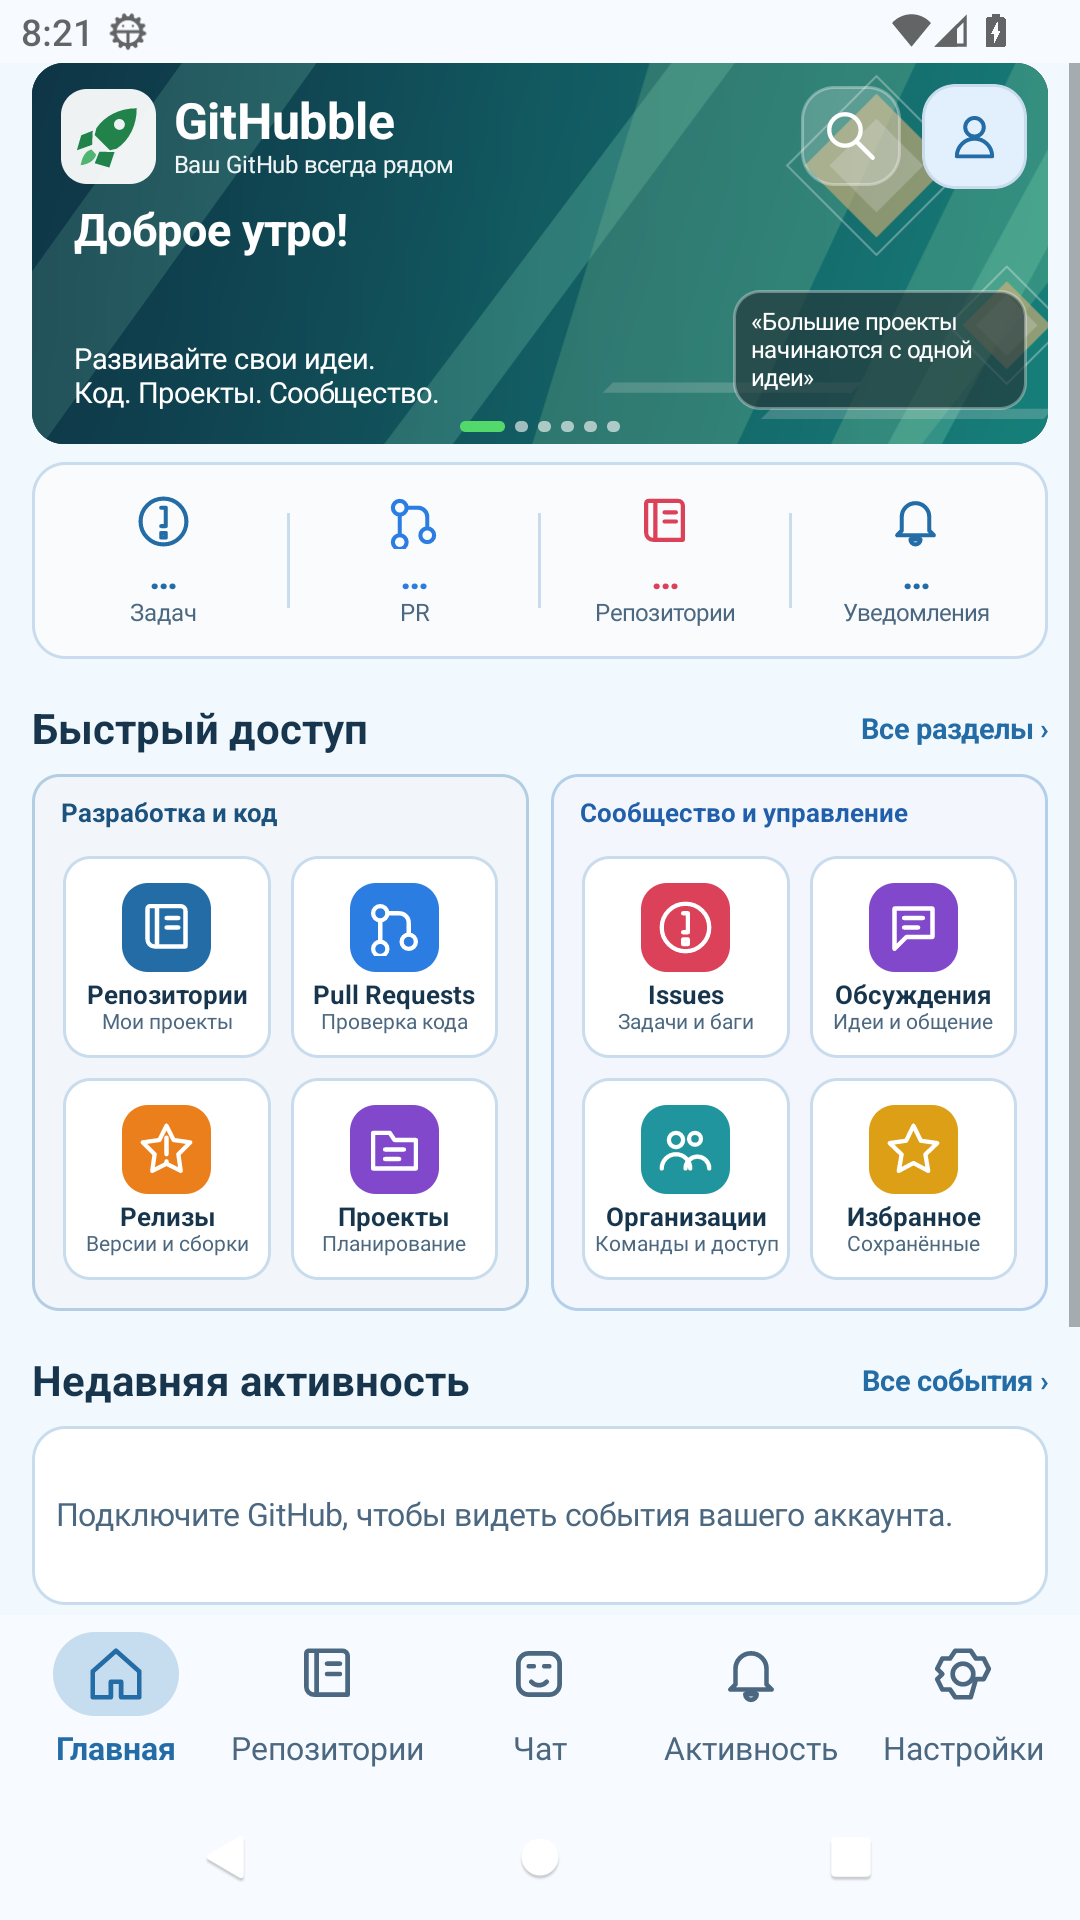 8:21
GitHubble
Ваш GitHub всегда рядом
Доброе утро!
Развивайте свои идеи.
Код. Проекты. Сообщество.
«Большие проекты
начинаются с одной
идеи»
...
Задач
...
PR
...
Репозитории
...
Уведомления
Быстрый доступ
Все разделы ›
Разработка и код
Репозитории
Мои проекты
Pull Requests
Проверка кода
Релизы
Версии и сборки
Проекты
Планирование
Сообщество и управление
Issues
Задачи и баги
Обсуждения
Идеи и общение
Организации
Команды и доступ
Избранное
Сохранённые
Недавняя активность
Все события ›
Подключите GitHub, чтобы видеть события вашего аккаунта.
Главная
Репозитории
Чат
Активность
Настройки